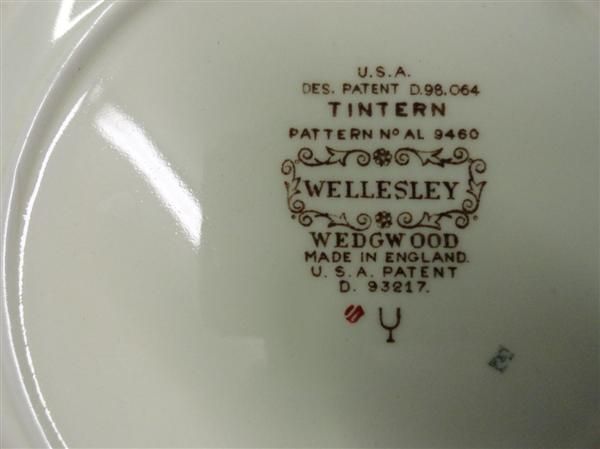 U.S.A.
DES. PATENT D.98.064
TINTERN
PATTERN Nº AL 9460
WELLESLEY
WEDGWOOD
MADE IN ENGLAND.
U.S.A. PATENT
D. 93217.